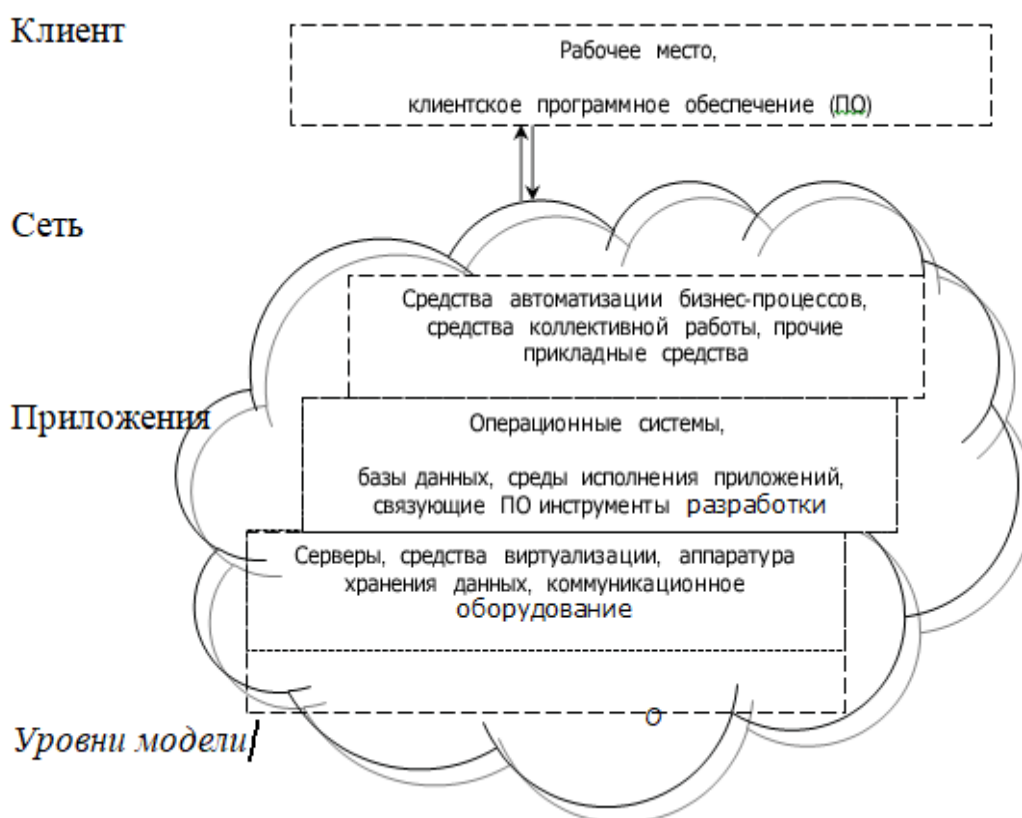 Клиент
Рабочее место,
клиентское программное обеспечение (ПО)
Сеть
Средства автоматизации бизнес-процессов,
средства коллективной работы, прочие
прикладные средства
Приложения
Операционные системы,
базы данных, среды исполнения приложений,
связующие ПО инструменты разработки
Серверы, средства виртуализации, аппаратура
хранения данных, коммуникационное
оборудование
О
Уровни модели/